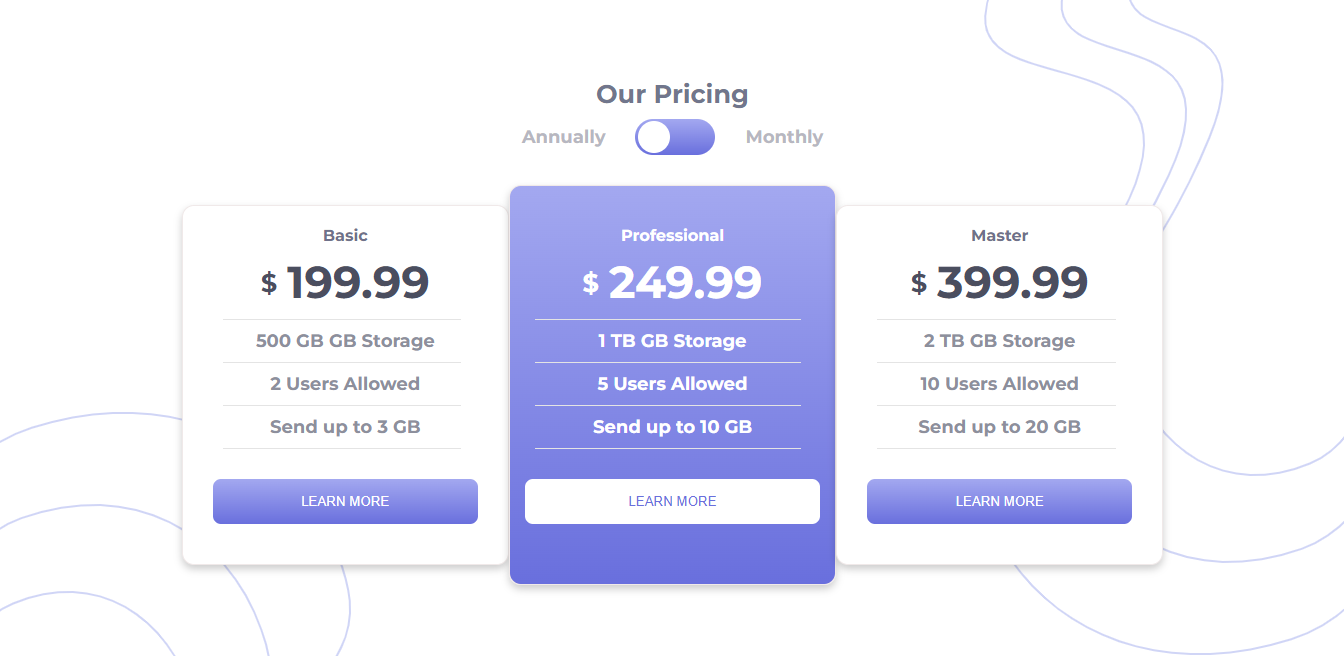 Our Pricing
Annually Monthly
Basic
$ 199.99
500 GB GB Storage
2 Users Allowed
Send up to 3 GB
LEARN MORE
Professional
$ 249.99
1 TB GB Storage
5 Users Allowed
Send up to 10 GB
LEARN MORE
Master
$ 399.99
2 TB GB Storage
10 Users Allowed
Send up to 20 GB
LEARN MORE